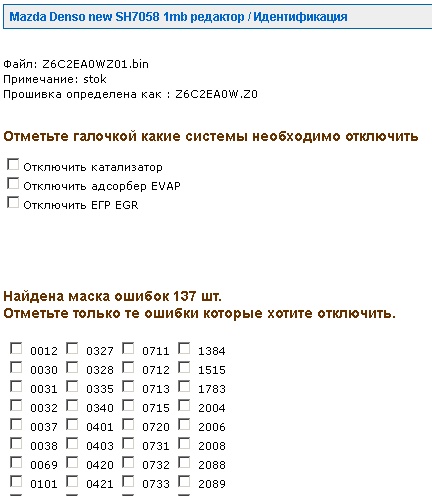 Mazda Denso new SH7058 1mb редактор / Идентификация
Файл: Z6C2EA0WZ01.bin
Примечание: stok
Прошивка определена как : Z6C2EA0W.Z0
Отметьте галочкой какие системы необходимо отключить
Отключить катализатор
Отключить адсорбер EVAP
Отключить ЕГР EGR
Найдена маска ошибок 137 шт.
Отметьте только те ошибки которые хотите отключить.
0012 0327 0711 1384
0030 0328 0712 1515
0031 0335 0713 1783
0032 0340 0715 2004
0037 0401 0720 2006
0038 0403 0731 2008
0069 0420 0732 2088
0101 0421 0733 2089